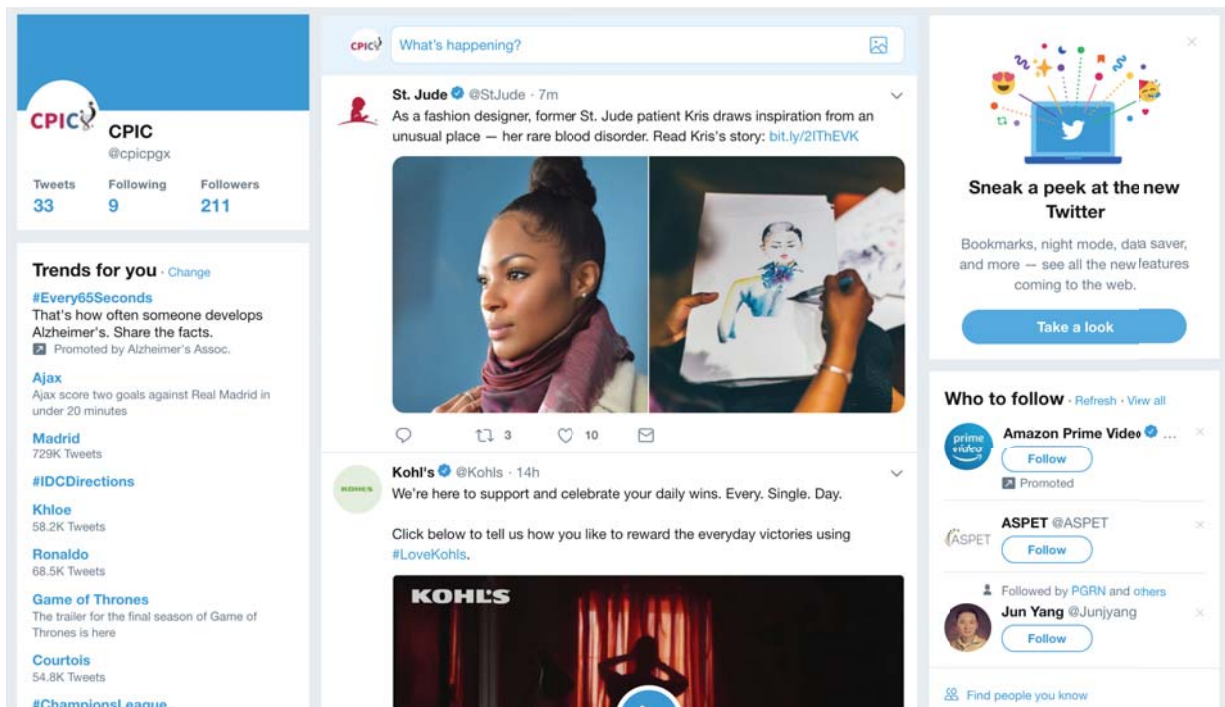 CPIC
CPIC
@cpicpgx
Tweets Following Followers
33 9 211
Trends for you · Change
#Every65Seconds
That's how often someone develops
Alzheimer's. Share the facts.
Promoted by Alzheimer's Assoc.
Ajax
Ajax score two goals against Real Madrid in
under 20 minutes
Madrid
729K Tweets
#IDCDirections
Khloe
58.2K Tweets
Ronaldo
68.5K Tweets
Game of Thrones
The trailer for the final season of Game of
Thrones is here
Courtois
54.8K Tweets
#ChampionsLeague
CPIC
What's happening?
St. Jude @StJude · 7m
As a fashion designer, former St. Jude patient Kris draws inspiration from an
unusual place — her rare blood disorder. Read Kris's story: bit.ly/2IThEVK
3 10
KOHL'S
Kohl's @Kohls · 14h
We're here to support and celebrate your daily wins. Every. Single. Day.
Click below to tell us how you like to reward the everyday victories using
#LoveKohls.
KOHL'S
Sneak a peek at the new
Twitter
Bookmarks, night mode, data saver,
and more — see all the new features
coming to the web.
Take a look
Who to follow · Refresh · View all
prime
video
Amazon Prime Video ...
Follow
Promoted
ASPET
ASPET @ASPET
Follow
Followed by PGRN and others
Jun Yang @Junjyang
Follow
Find people you know